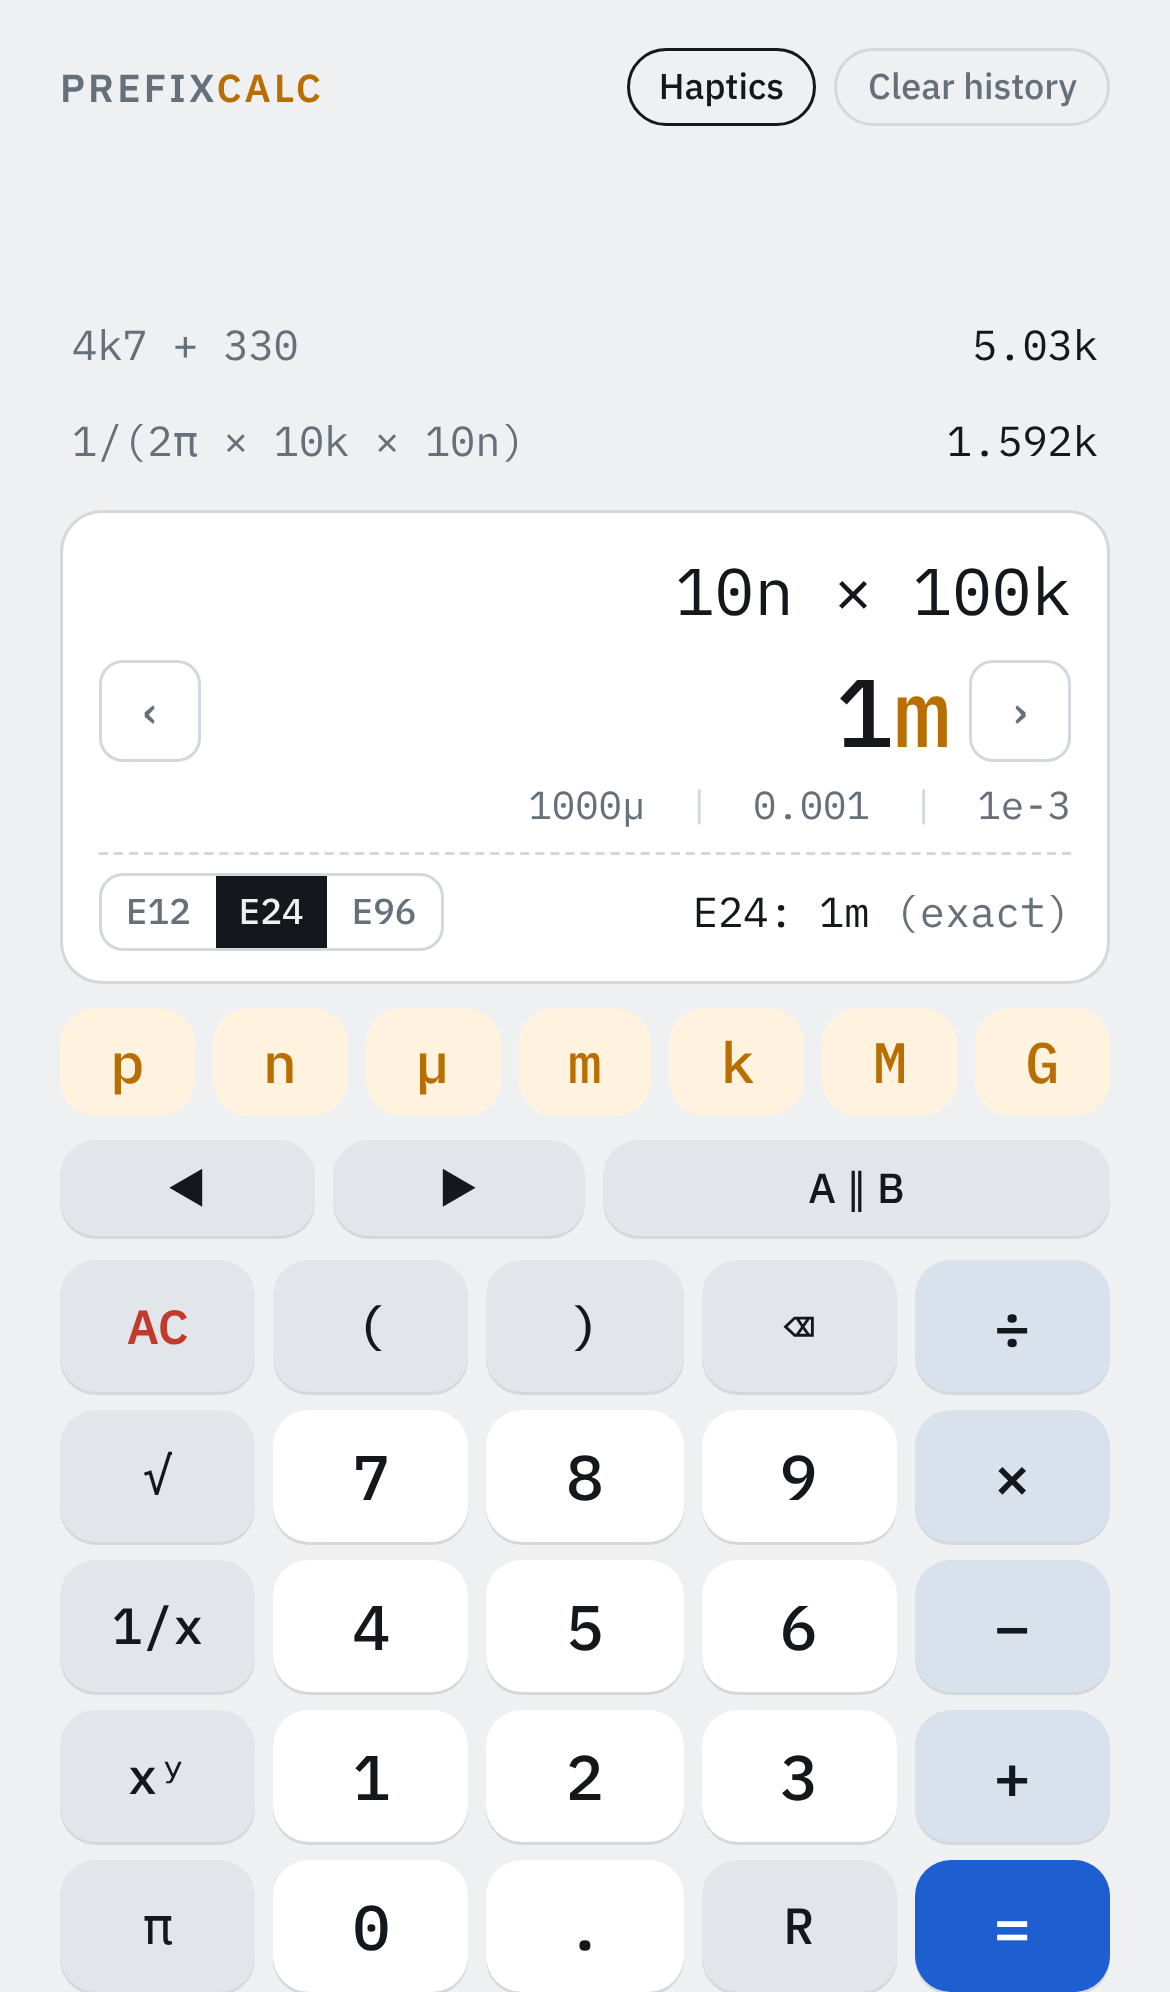 PREFIXCALC Haptics Clear history
4k7 + 330 5.03k
1/(2π × 10k × 10n) 1.592k
10n × 100k
‹ 1m ›
1000µ | 0.001 | 1e-3
E12 E24 E96 E24: 1m (exact)
p n µ m k M G
◀ ▶ A ∥ B
AC ( ) ⌫ ÷
√ 7 8 9 ×
1/x 4 5 6 −
xʸ 1 2 3 +
π 0 . R =